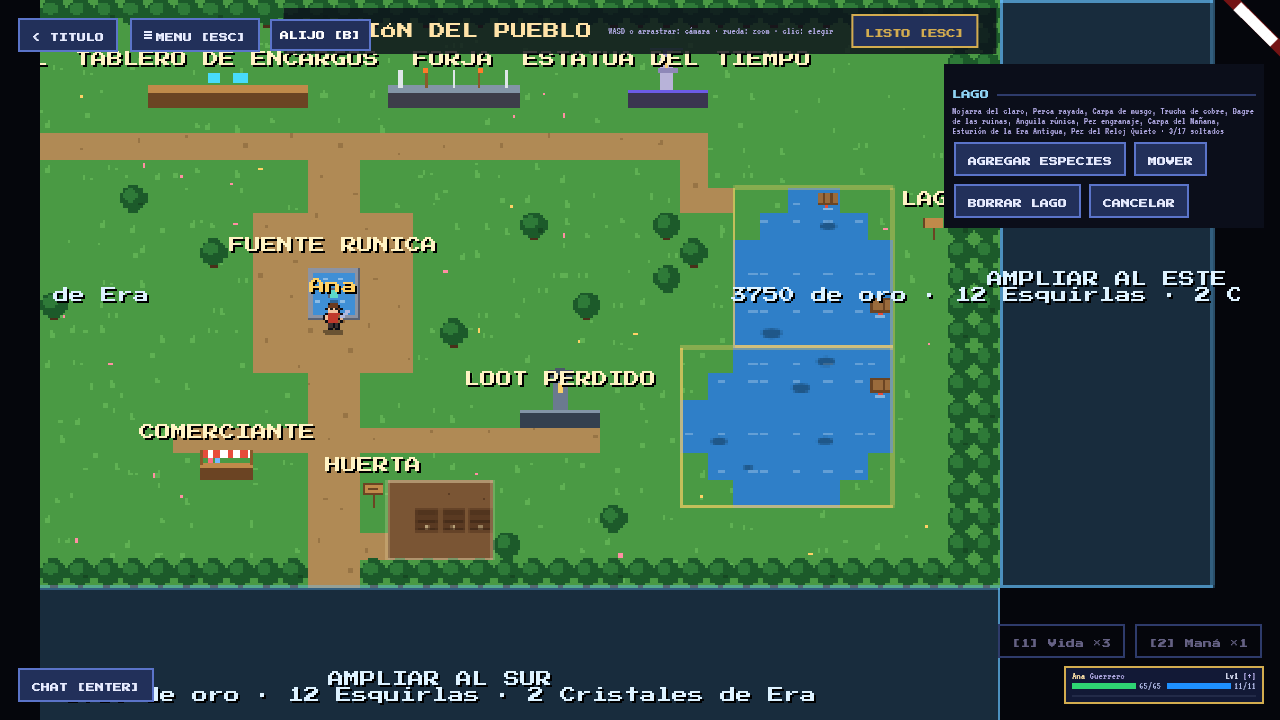 < TITULO
≡MENU [ESC]
ALIJO [B]
IÓN DEL PUEBLO
WASD o arrastrar: cámara · rueda: zoom · clic: elegir
LISTO [ESC]
TABLERO DE ENCARGOS
FORJA
ESTATUA DEL TIEMPO
LAGO
Mojarra del claro, Perca rayada, Carpa de musgo, Trucha de cobre, Bagre
de las ruinas, Anguila rúnica, Pez engranaje, Carpa del Mañana,
Esturión de la Era Antigua, Pez del Reloj Quieto · 3/17 soltados
AGREGAR ESPECIES
MOVER
BORRAR LAGO
CANCELAR
LAG
FUENTE RUNICA
AMPLIAR AL ESTE
Ana
de Era
3750 de oro · 12 Esquirlas · 2 C
LOOT PERDIDO
COMERCIANTE
HUERTA
[1] Vida ×3
[2] Maná ×1
AMPLIAR AL SUR
de oro · 12 Esquirlas · 2 Cristales de Era
CHAT [ENTER]
Ana Guerrero
Lv1 [+]
65/65
11/11